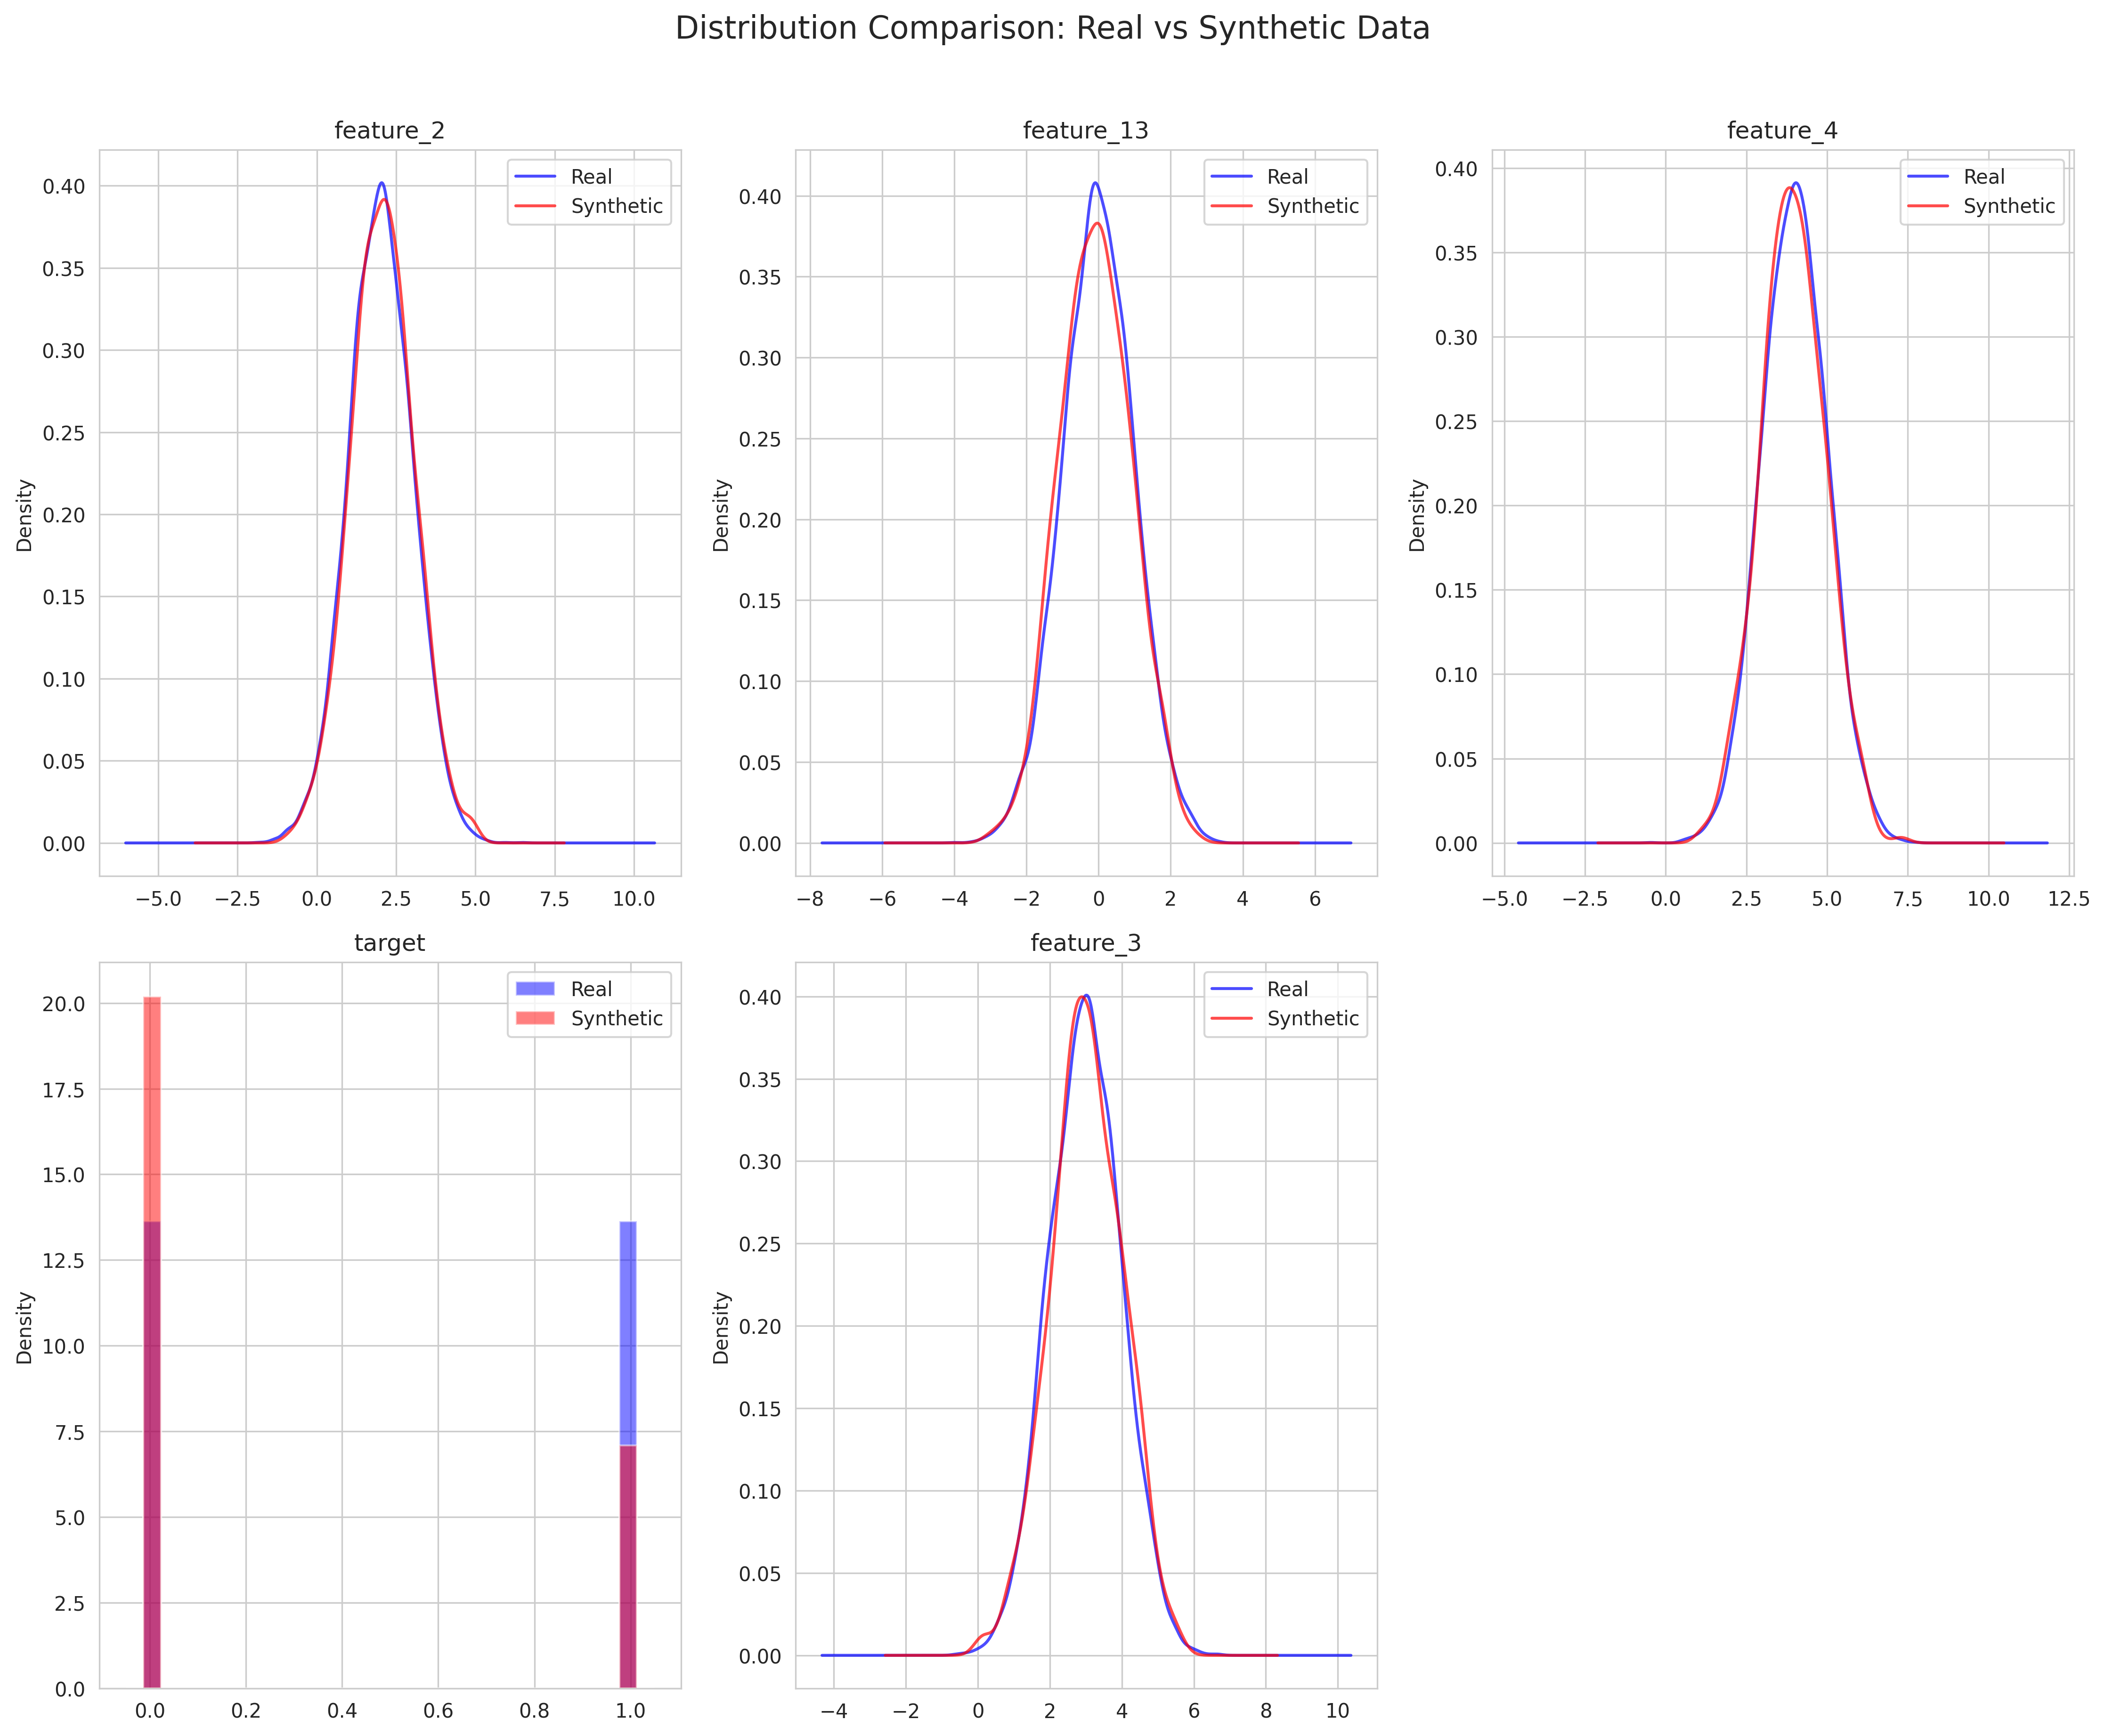 Distribution Comparison: Real vs Synthetic Data
feature_2
Real
Synthetic
0.40
0.35
0.30
0.25
0.20
0.15
0.10
0.05
0.00
Density
−5.0 −2.5 0.0 2.5 5.0 7.5 10.0
feature_13
Real
Synthetic
0.40
0.35
0.30
0.25
0.20
0.15
0.10
0.05
0.00
Density
−8 −6 −4 −2 0 2 4 6
feature_4
Real
Synthetic
0.40
0.35
0.30
0.25
0.20
0.15
0.10
0.05
0.00
Density
−5.0 −2.5 0.0 2.5 5.0 7.5 10.0 12.5
target
Real
Synthetic
20.0
17.5
15.0
12.5
10.0
7.5
5.0
2.5
0.0
Density
0.0 0.2 0.4 0.6 0.8 1.0
feature_3
Real
Synthetic
0.40
0.35
0.30
0.25
0.20
0.15
0.10
0.05
0.00
Density
−4 −2 0 2 4 6 8 10